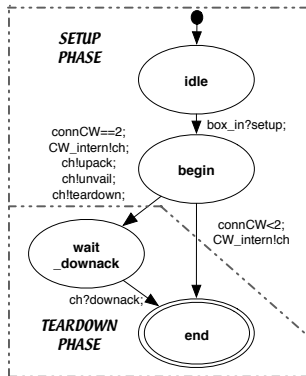 SETUP
PHASE
idle
box_in?setup;
connCW==2;
CW_intern!ch;
ch!upack;
ch!unvail;
ch!teardown;
begin
connCW<2;
CW_intern!ch
wait
_downack
ch?downack;
TEARDOWN
PHASE
end